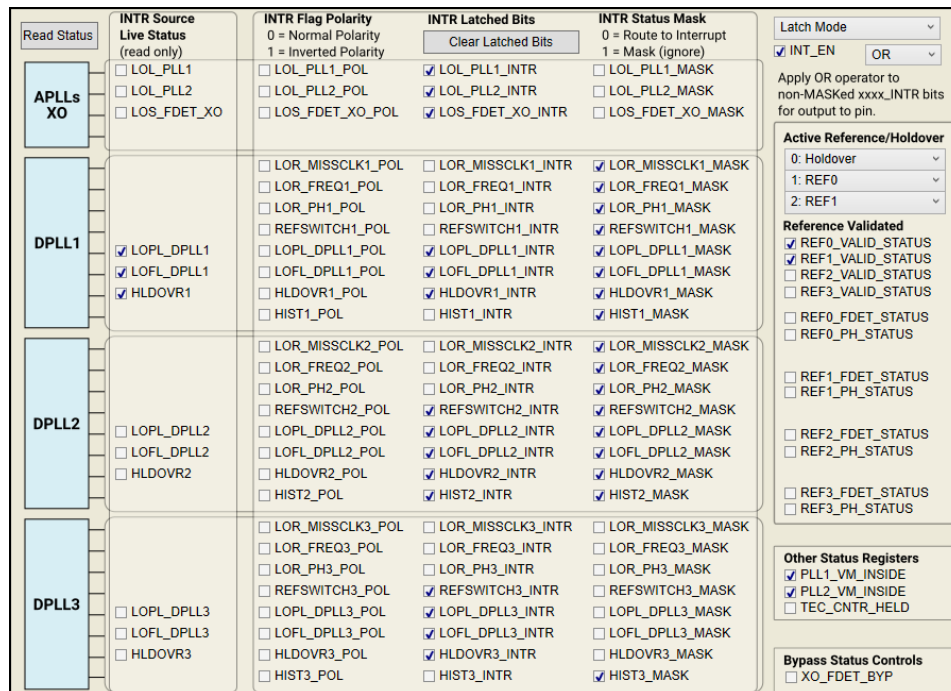 Read Status
INTR Source
Live Status
(read only)
INTR Flag Polarity
0 = Normal Polarity
1 = Inverted Polarity
INTR Latched Bits
Clear Latched Bits
INTR Status Mask
0 = Route to Interrupt
1 = Mask (ignore)
APLLs
XO
LOL_PLL1 LOL_PLL1_POL LOL_PLL1_INTR LOL_PLL1_MASK
LOL_PLL2 LOL_PLL2_POL LOL_PLL2_INTR LOL_PLL2_MASK
LOS_FDET_XO LOS_FDET_XO_POL LOS_FDET_XO_INTR LOS_FDET_XO_MASK
DPLL1
LOR_MISSCLK1_POL LOR_MISSCLK1_INTR LOR_MISSCLK1_MASK
LOR_FREQ1_POL LOR_FREQ1_INTR LOR_FREQ1_MASK
LOR_PH1_POL LOR_PH1_INTR LOR_PH1_MASK
REFSWITCH1_POL REFSWITCH1_INTR REFSWITCH1_MASK
LOPL_DPLL1 LOPL_DPLL1_POL LOPL_DPLL1_INTR LOPL_DPLL1_MASK
LOFL_DPLL1 LOFL_DPLL1_POL LOFL_DPLL1_INTR LOFL_DPLL1_MASK
HLDOVR1 HLDOVR1_POL HLDOVR1_INTR HLDOVR1_MASK
HIST1_POL HIST1_INTR HIST1_MASK
DPLL2
LOR_MISSCLK2_POL LOR_MISSCLK2_INTR LOR_MISSCLK2_MASK
LOR_FREQ2_POL LOR_FREQ2_INTR LOR_FREQ2_MASK
LOR_PH2_POL LOR_PH2_INTR LOR_PH2_MASK
REFSWITCH2_POL REFSWITCH2_INTR REFSWITCH2_MASK
LOPL_DPLL2 LOPL_DPLL2_POL LOPL_DPLL2_INTR LOPL_DPLL2_MASK
LOFL_DPLL2 LOFL_DPLL2_POL LOFL_DPLL2_INTR LOFL_DPLL2_MASK
HLDOVR2 HLDOVR2_POL HLDOVR2_INTR HLDOVR2_MASK
HIST2_POL HIST2_INTR HIST2_MASK
DPLL3
LOR_MISSCLK3_POL LOR_MISSCLK3_INTR LOR_MISSCLK3_MASK
LOR_FREQ3_POL LOR_FREQ3_INTR LOR_FREQ3_MASK
LOR_PH3_POL LOR_PH3_INTR LOR_PH3_MASK
REFSWITCH3_POL REFSWITCH3_INTR REFSWITCH3_MASK
LOPL_DPLL3 LOPL_DPLL3_POL LOPL_DPLL3_INTR LOPL_DPLL3_MASK
LOFL_DPLL3 LOFL_DPLL3_POL LOFL_DPLL3_INTR LOFL_DPLL3_MASK
HLDOVR3 HLDOVR3_POL HLDOVR3_INTR HLDOVR3_MASK
HIST3_POL HIST3_INTR HIST3_MASK
Latch Mode
INT_EN OR
Apply OR operator to
non-MASKed xxxx_INTR bits
for output to pin.
Active Reference/Holdover
0: Holdover
1: REF0
2: REF1
Reference Validated
REF0_VALID_STATUS
REF1_VALID_STATUS
REF2_VALID_STATUS
REF3_VALID_STATUS
REF0_FDET_STATUS
REF0_PH_STATUS
REF1_FDET_STATUS
REF1_PH_STATUS
REF2_FDET_STATUS
REF2_PH_STATUS
REF3_FDET_STATUS
REF3_PH_STATUS
Other Status Registers
PLL1_VM_INSIDE
PLL2_VM_INSIDE
TEC_CNTR_HELD
Bypass Status Controls
XO_FDET_BYP